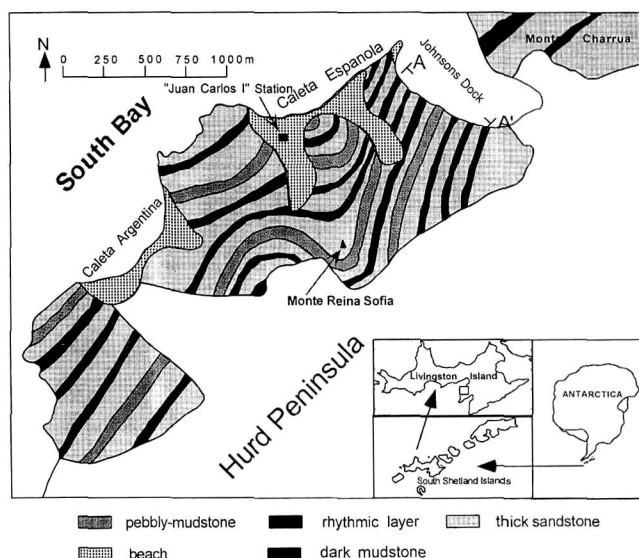 N
0 250 500 750 1000m
"Juan Carlos I" Station
Caleta Espanola
Johnsons Dock
Monte Charrua
A
A'
South Bay
Caleta Argentina
Monte Reina Sofia
Hurd Peninsula
Livingston Island
South Shetland Islands
ANTARCTICA
pebbly-mudstone
rhythmic layer
thick sandstone
beach
dark mudstone